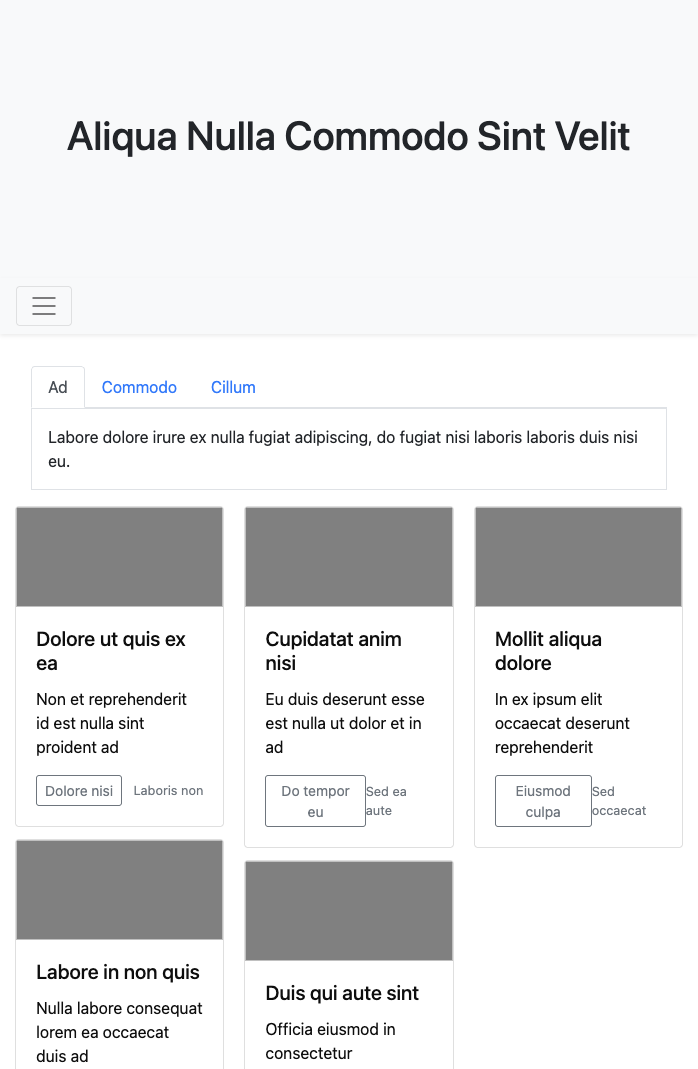 Aliqua Nulla Commodo Sint Velit
Ad
Commodo
Cillum
Labore dolore irure ex nulla fugiat adipiscing, do fugiat nisi laboris laboris duis nisi
eu.
Dolore ut quis ex
ea
Non et reprehenderit
id est nulla sint
proident ad
Dolore nisi
Laboris non
Cupidatat anim
nisi
Eu duis deserunt esse
est nulla ut dolor et in
ad
Do tempor
eu
Sed ea
aute
Mollit aliqua
dolore
In ex ipsum elit
occaecat deserunt
reprehenderit
Eiusmod
culpa
Sed
occaecat
Labore in non quis
Nulla labore consequat
lorem ea occaecat
duis ad
Duis qui aute sint
Officia eiusmod in
consectetur